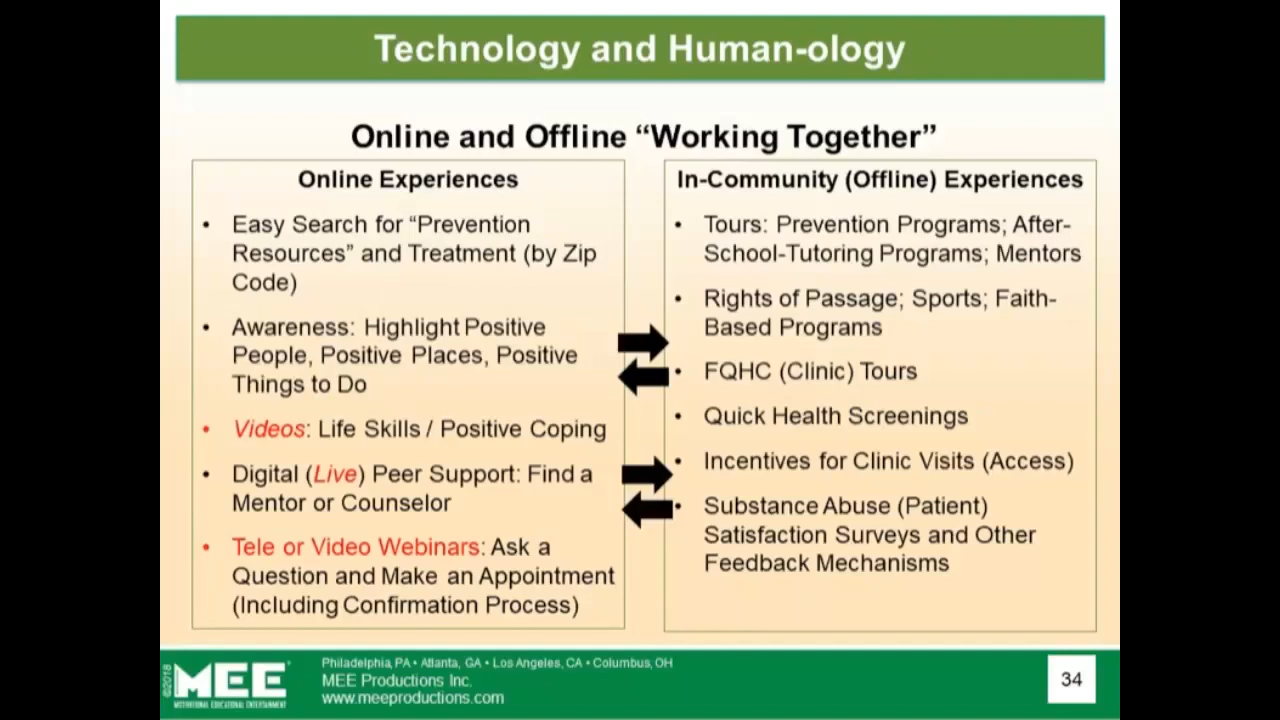 Technology and Human-ology
Online and Offline “Working Together”
Online Experiences
• Easy Search for “Prevention
Resources” and Treatment (by Zip
Code)
• Awareness: Highlight Positive
People, Positive Places, Positive
Things to Do
• Videos: Life Skills / Positive Coping
• Digital (Live) Peer Support: Find a
Mentor or Counselor
• Tele or Video Webinars: Ask a
Question and Make an Appointment
(Including Confirmation Process)
In-Community (Offline) Experiences
• Tours: Prevention Programs; After-
School-Tutoring Programs; Mentors
• Rights of Passage; Sports; Faith-
Based Programs
• FQHC (Clinic) Tours
• Quick Health Screenings
• Incentives for Clinic Visits (Access)
• Substance Abuse (Patient)
Satisfaction Surveys and Other
Feedback Mechanisms
©2018
MEE
MOTIVATIONAL EDUCATIONAL ENTERTAINMENT
Philadelphia, PA • Atlanta, GA • Los Angeles, CA • Columbus, OH
MEE Productions Inc.
www.meeproductions.com
34